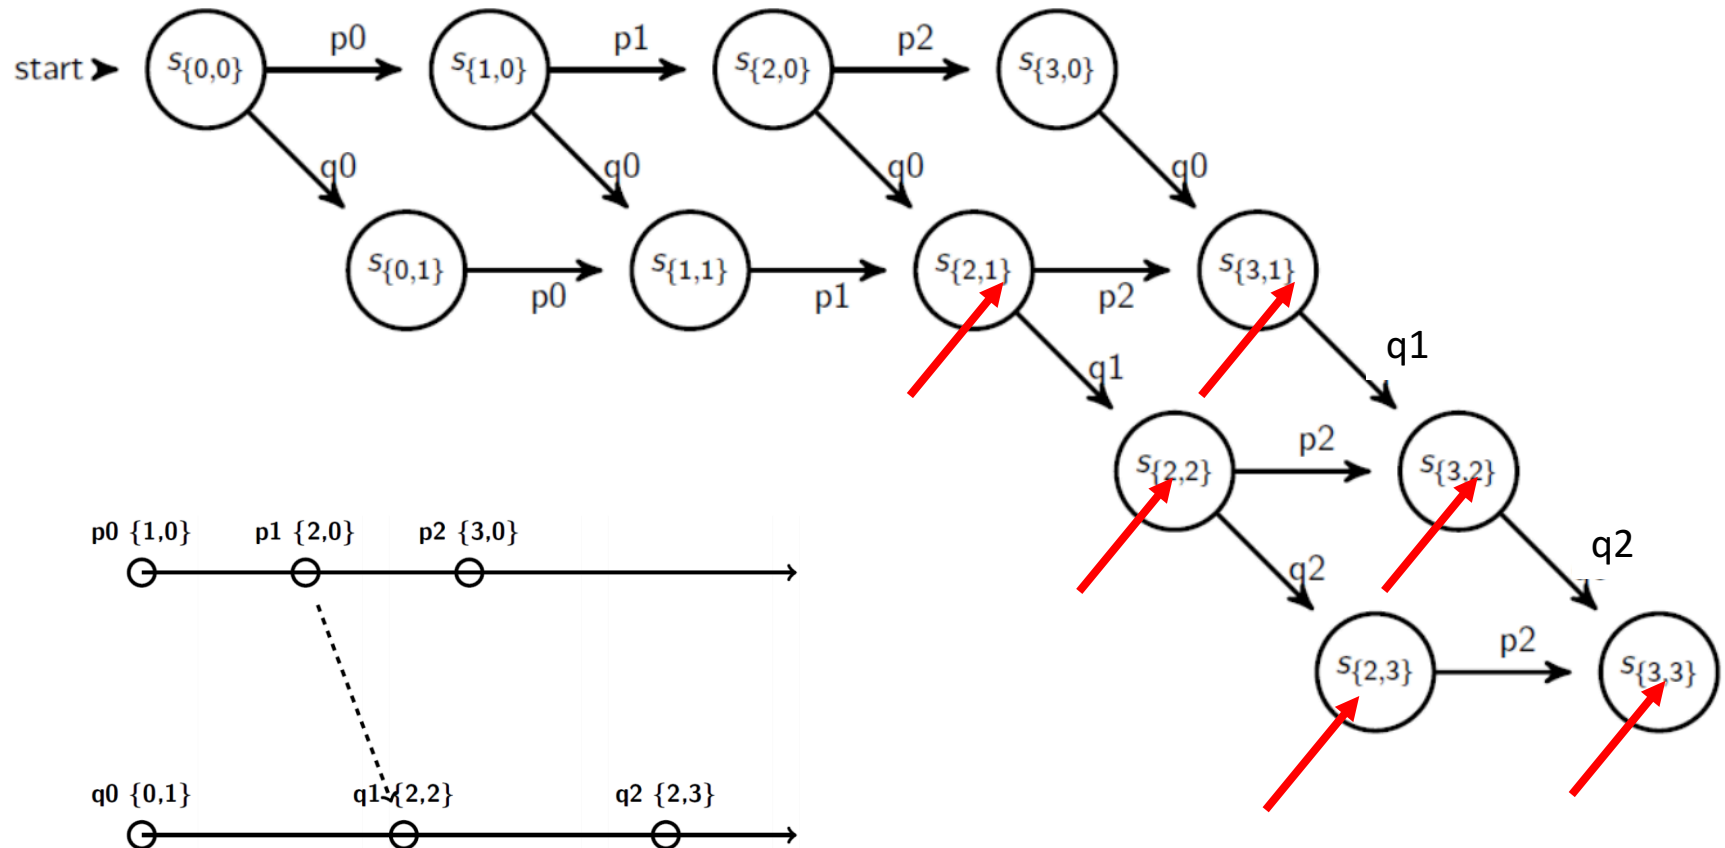 p0 p1 p2
start s{0,0} s{1,0} s{2,0} s{3,0}
q0 q0 q0 q0
s{0,1} s{1,1} s{2,1} s{3,1}
p0 p1 p2
q1 q1
p2
s{2,2} s{3,2}
p0 {1,0} p1 {2,0} p2 {3,0}
q2 q2
p2
s{2,3} s{3,3}
q0 {0,1} q1 {2,2} q2 {2,3}